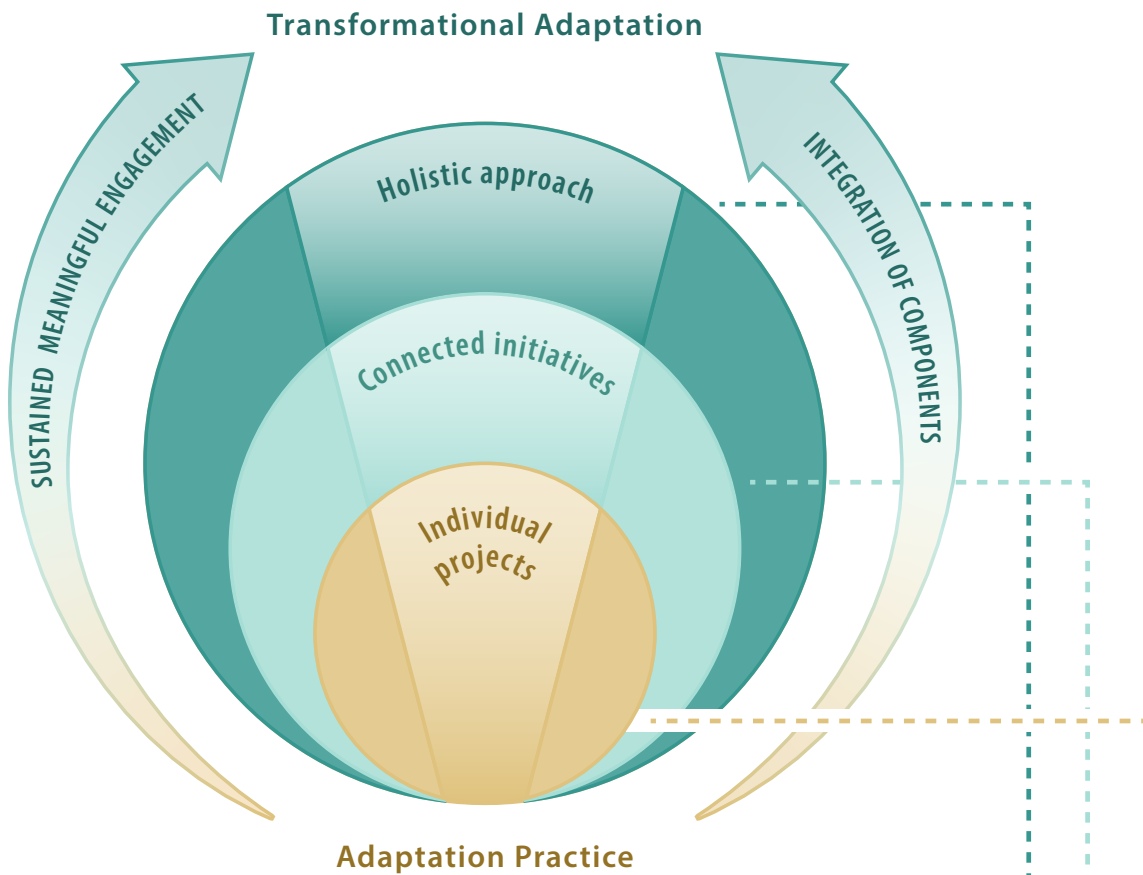 Transformational Adaptation
SUSTAINED MEANINGFUL ENGAGEMENT
INTEGRATION OF COMPONENTS
Holistic approach
Connected initiatives
Individual
projects
Adaptation Practice